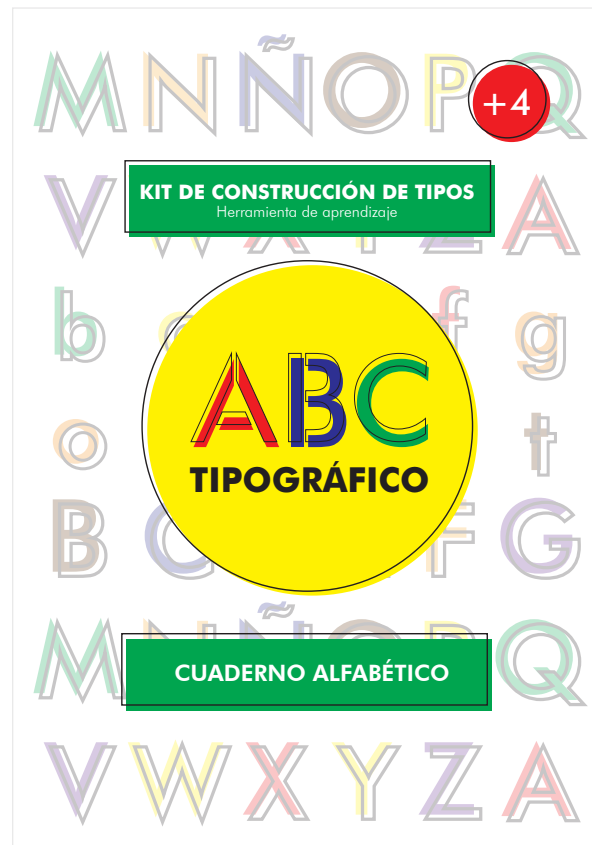 M N Ñ O P Q
+4
KIT DE CONSTRUCCIÓN DE TIPOS
Herramienta de aprendizaje
V W X Y Z A
b f g
ABC
TIPOGRÁFICO
o t
B C F G
M N Ñ O P Q
CUADERNO ALFABÉTICO
V W X Y Z A